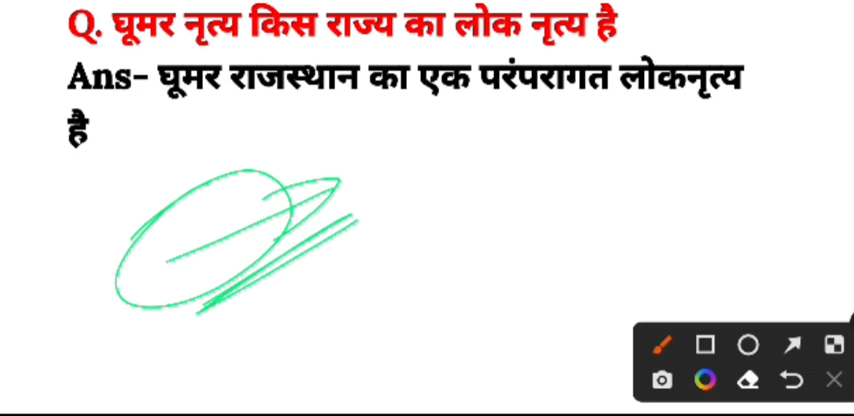 Q. घूमर नृत्य किस राज्य का लोक नृत्य है
Ans- घूमर राजस्थान का एक परंपरागत लोकनृत्य
है